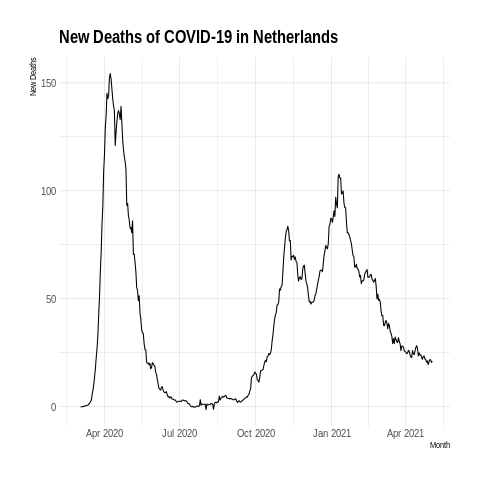 New Deaths of COVID-19 in Netherlands
New Deaths
150
100
50
0
Apr 2020 Jul 2020 Oct 2020 Jan 2021 Apr 2021
Month